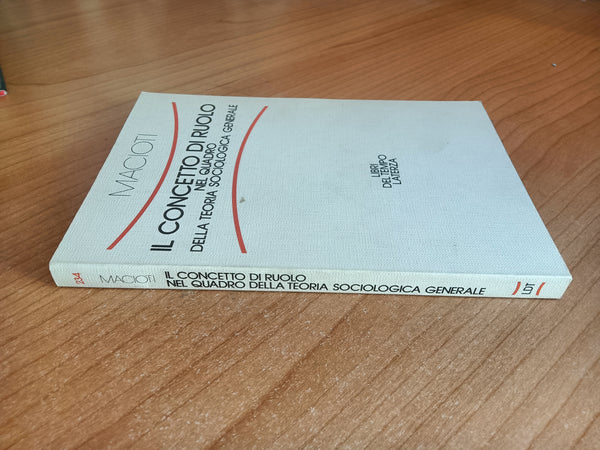 MACIOTI
IL CONCETTO DI RUOLO
NEL QUADRO
DELLA TEORIA SOCIOLOGICA GENERALE
LIBRI
DEL TEMPO
LATERZA
134
MACIOTI
IL CONCETTO DI RUOLO
NEL QUADRO DELLA TEORIA SOCIOLOGICA GENERALE
LDT